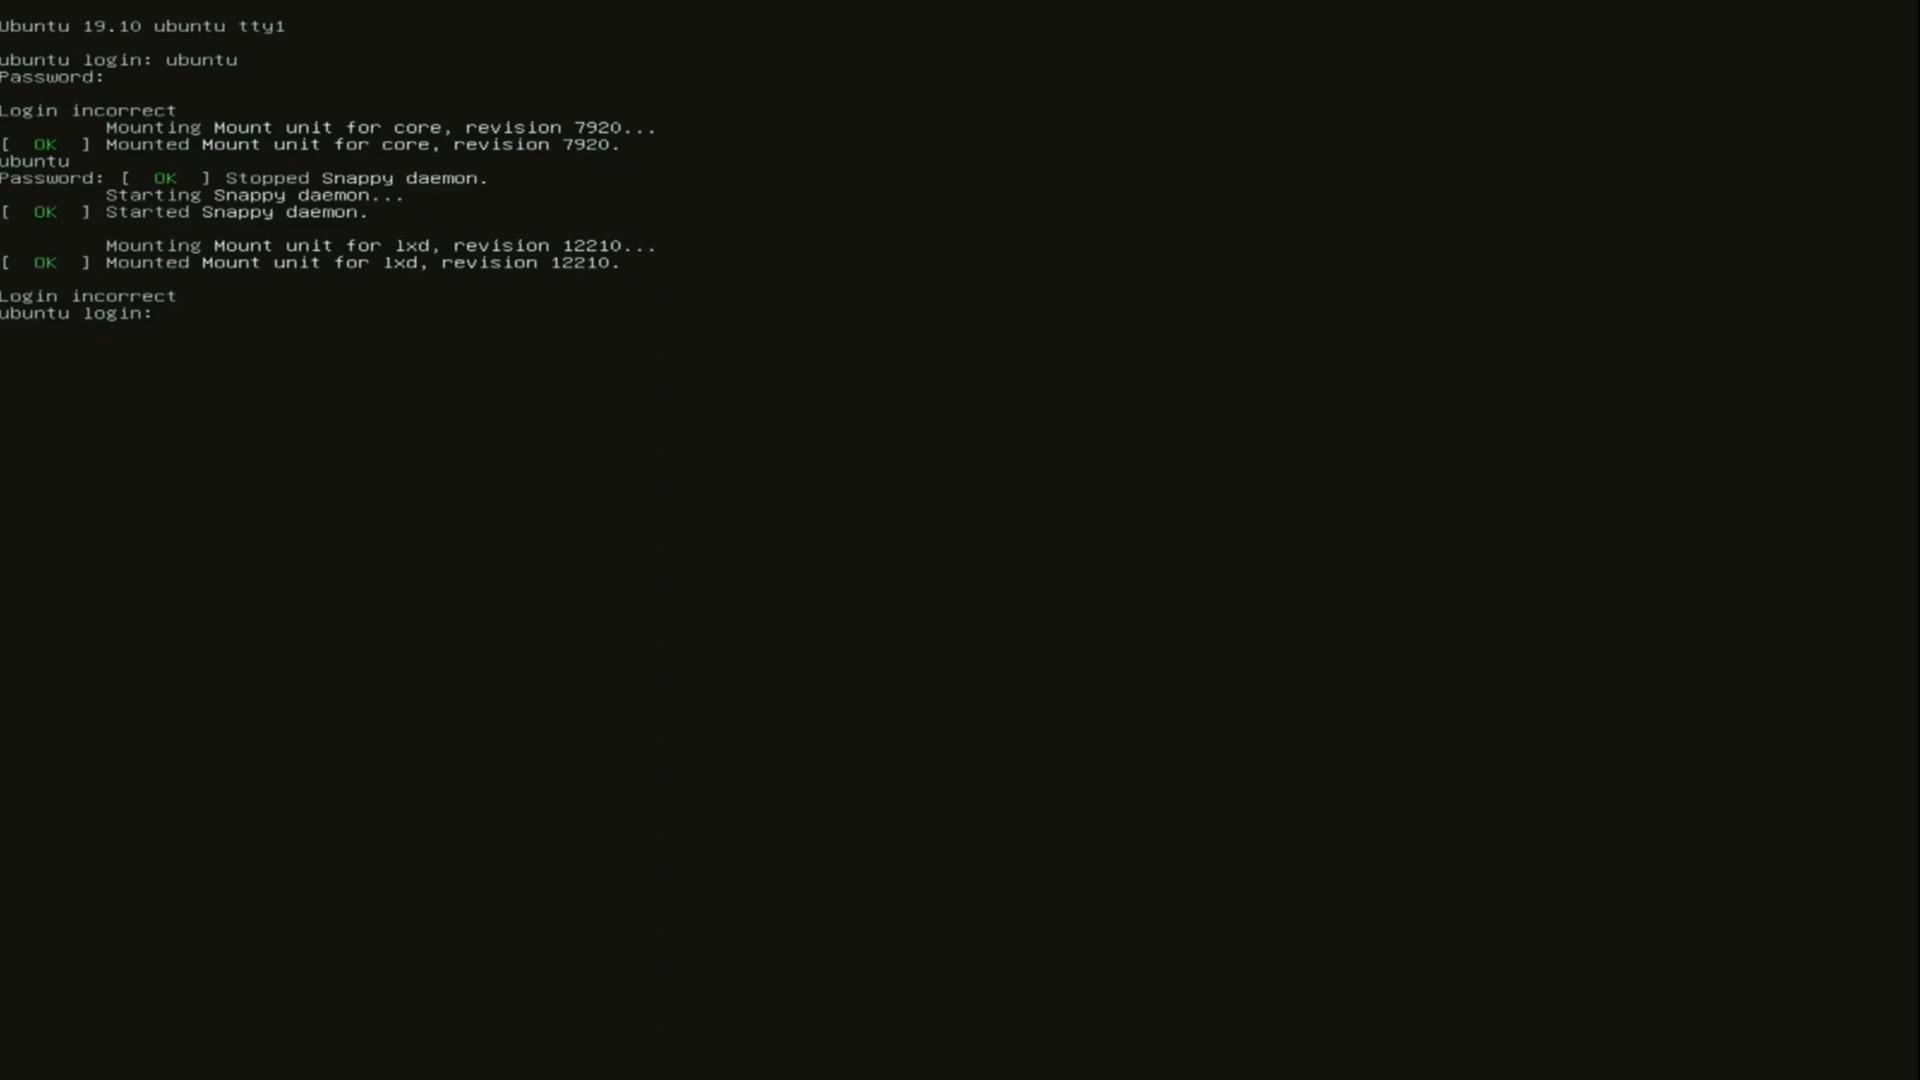 Ubuntu 19.10 ubuntu tty1
ubuntu login: ubuntu
Password:
Login incorrect
Mounting Mount unit for core, revision 7920...
[  OK  ] Mounted Mount unit for core, revision 7920.
ubuntu
Password: [  OK  ] Stopped Snappy daemon.
Starting Snappy daemon...
[  OK  ] Started Snappy daemon.
Mounting Mount unit for lxd, revision 12210...
[  OK  ] Mounted Mount unit for lxd, revision 12210.
Login incorrect
ubuntu login: